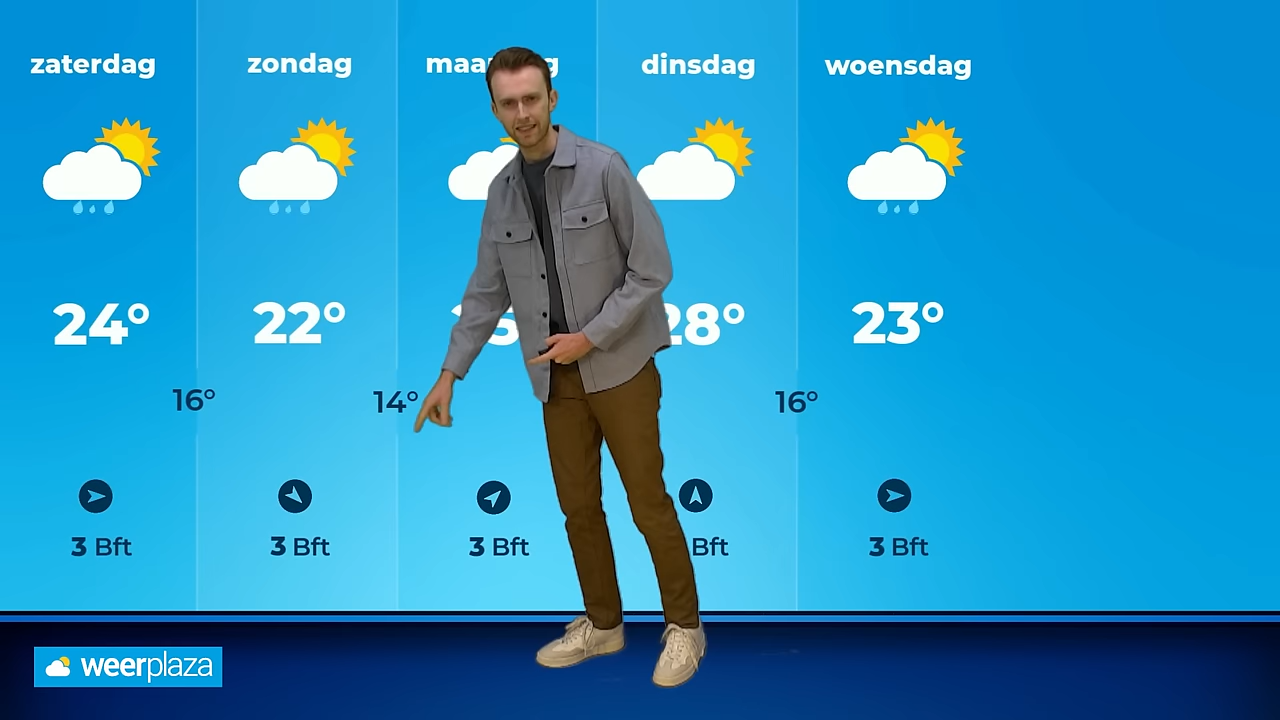 zaterdag zondag dinsdag woensdag
24° 22° 28° 23°
16° 14° 16°
3 Bft 3 Bft 3 Bft Bft 3 Bft
weerplaza